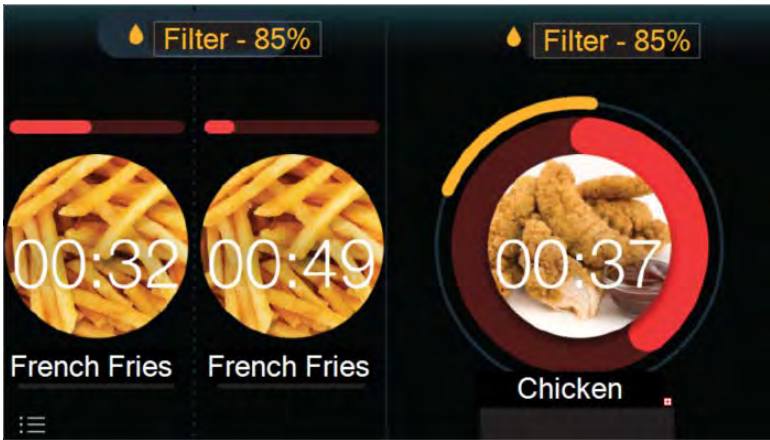 Filter - 85%
Filter - 85%
00:32
00:49
00:37
French Fries
French Fries
Chicken